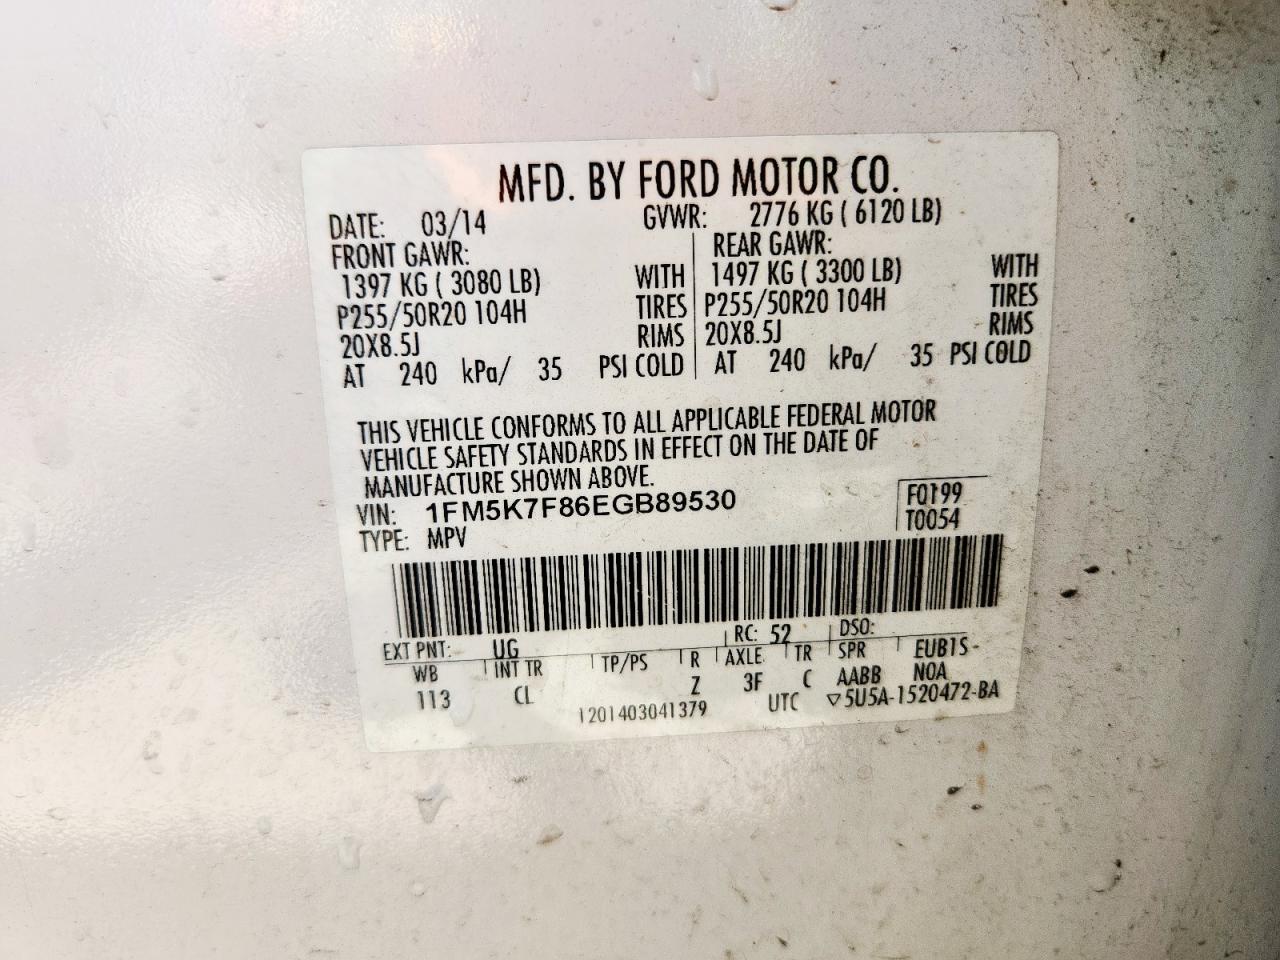 MFD. BY FORD MOTOR CO.
DATE: 03/14 GVWR: 2776 KG ( 6120 LB)
FRONT GAWR: REAR GAWR:
1397 KG ( 3080 LB) WITH 1497 KG ( 3300 LB) WITH
P255/50R20 104H TIRES P255/50R20 104H TIRES
20X8.5J RIMS 20X8.5J RIMS
AT 240 kPa/ 35 PSI COLD AT 240 kPa/ 35 PSI COLD
THIS VEHICLE CONFORMS TO ALL APPLICABLE FEDERAL MOTOR
VEHICLE SAFETY STANDARDS IN EFFECT ON THE DATE OF
MANUFACTURE SHOWN ABOVE.
VIN: 1FM5K7F86EGB89530 F0199
TYPE: MPV T0054
EXT PNT: UG RC: 52 DSO:
WB INT TR TP/PS R AXLE TR SPR EUB1S-
113 CL Z 3F C AABB NOA
1201403041379 UTC ▽5U5A-1520472-BA